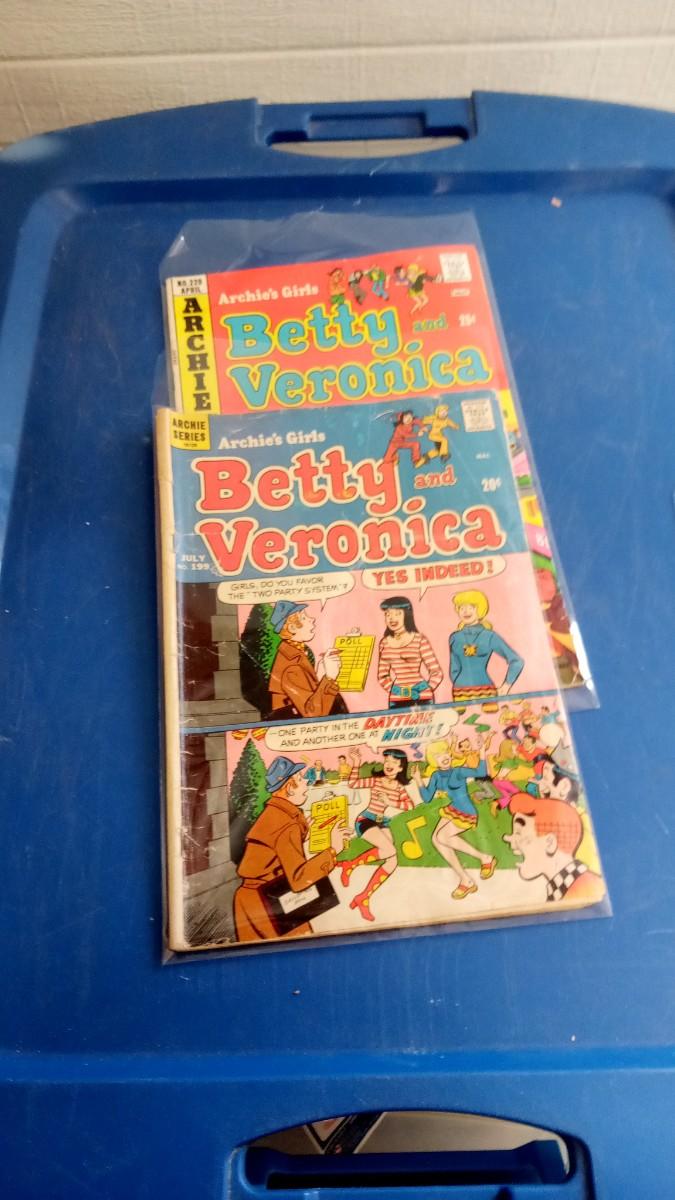 NO. 229
APRIL
ARCHIE
Archie's Girls
Betty and
Veronica
25¢
ARCHIE
SERIES
Archie's Girls
Betty and
Veronica
20¢
JULY
NO. 199
GIRLS, DO YOU FAVOR
THE "TWO PARTY SYSTEM"?
YES INDEED!
POLL
—ONE PARTY IN THE DAYTIME
AND ANOTHER ONE AT NIGHT!
POLL